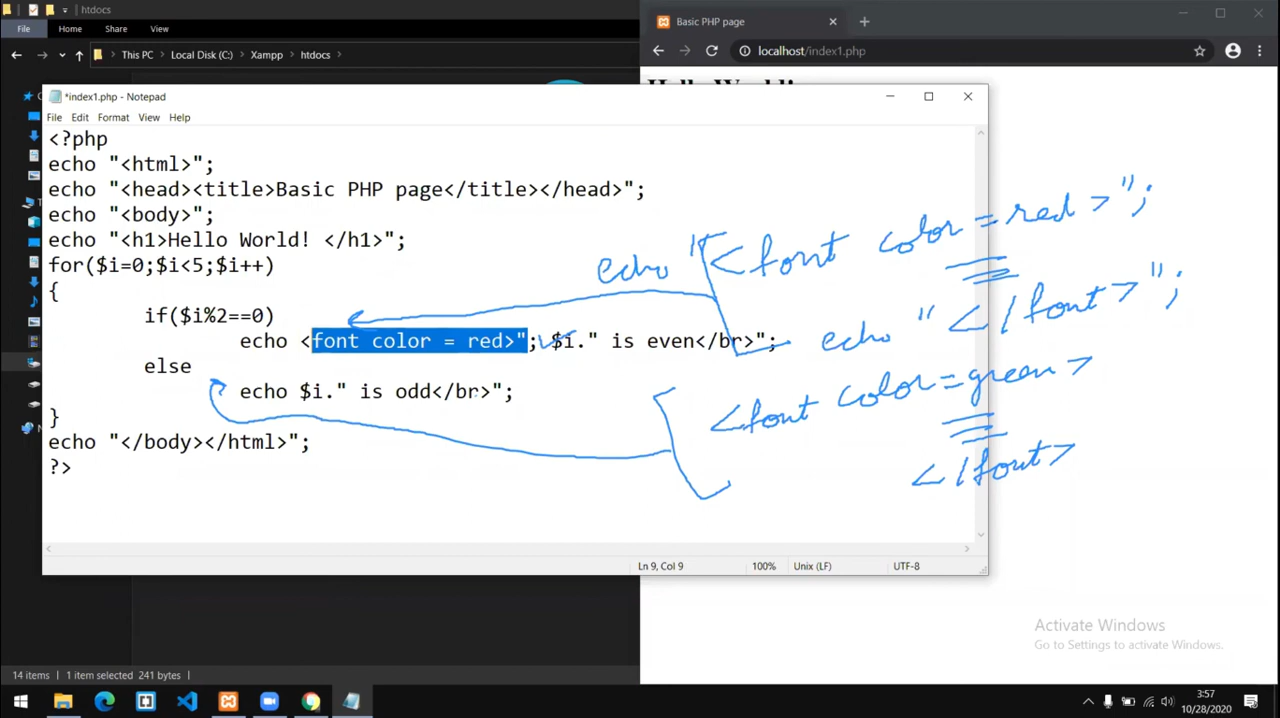 htdocs
File Home Share View
This PC > Local Disk (C:) > Xampp > htdocs >
Basic PHP page
localhost/index1.php
*index1.php - Notepad
File Edit Format View Help
<?php
echo "<html>";
echo "<head><title>Basic PHP page</title></head>";
echo "<body>";
echo "<h1>Hello World! </h1>";
for($i=0;$i<5;$i++)
{
if($i%2==0)
echo <font color = red>"; $i." is even</br>";
else
echo $i." is odd</br>";
}
echo "</body></html>";
?>
echo "<font color=red>";
echo "</font>";
<font color=green>
</font>
Ln 9, Col 9 100% Unix (LF) UTF-8
Activate Windows
Go to Settings to activate Windows.
14 items 1 item selected 241 bytes
3:57
10/28/2020